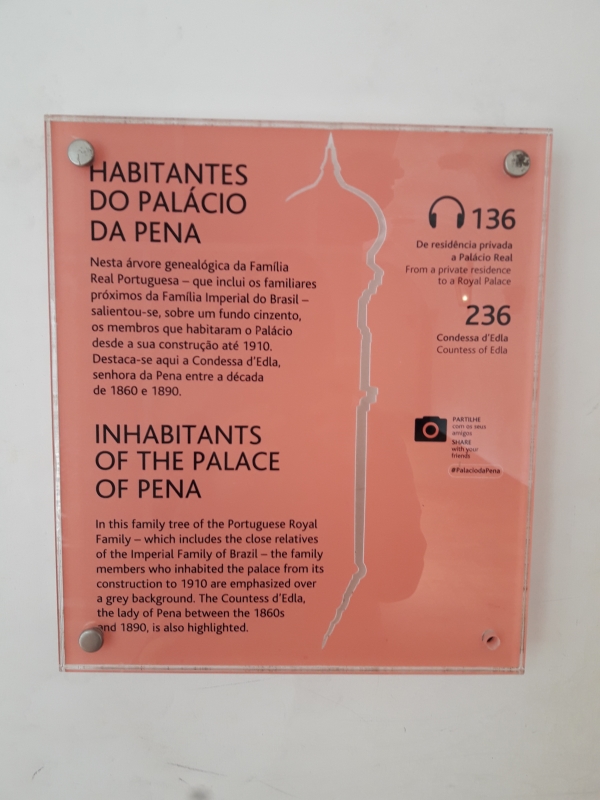 HABITANTES
DO PALÁCIO
DA PENA
Nesta árvore genealógica da Família
Real Portuguesa – que inclui os familiares
próximos da Família Imperial do Brasil –
salientou-se, sobre um fundo cinzento,
os membros que habitaram o Palácio
desde a sua construção até 1910.
Destaca-se aqui a Condessa d'Edla,
senhora da Pena entre a década
de 1860 e 1890.
INHABITANTS
OF THE PALACE
OF PENA
In this family tree of the Portuguese Royal
Family – which includes the close relatives
of the Imperial Family of Brazil – the family
members who inhabited the palace from its
construction to 1910 are emphasized over
a grey background. The Countess d'Edla,
the lady of Pena between the 1860s
and 1890, is also highlighted.
136
De residência privada
a Palácio Real
From a private residence
to a Royal Palace
236
Condessa d'Edla
Countess of Edla
PARTILHE
com os seus
amigos
SHARE
with your
friends
#PalaciodaPena